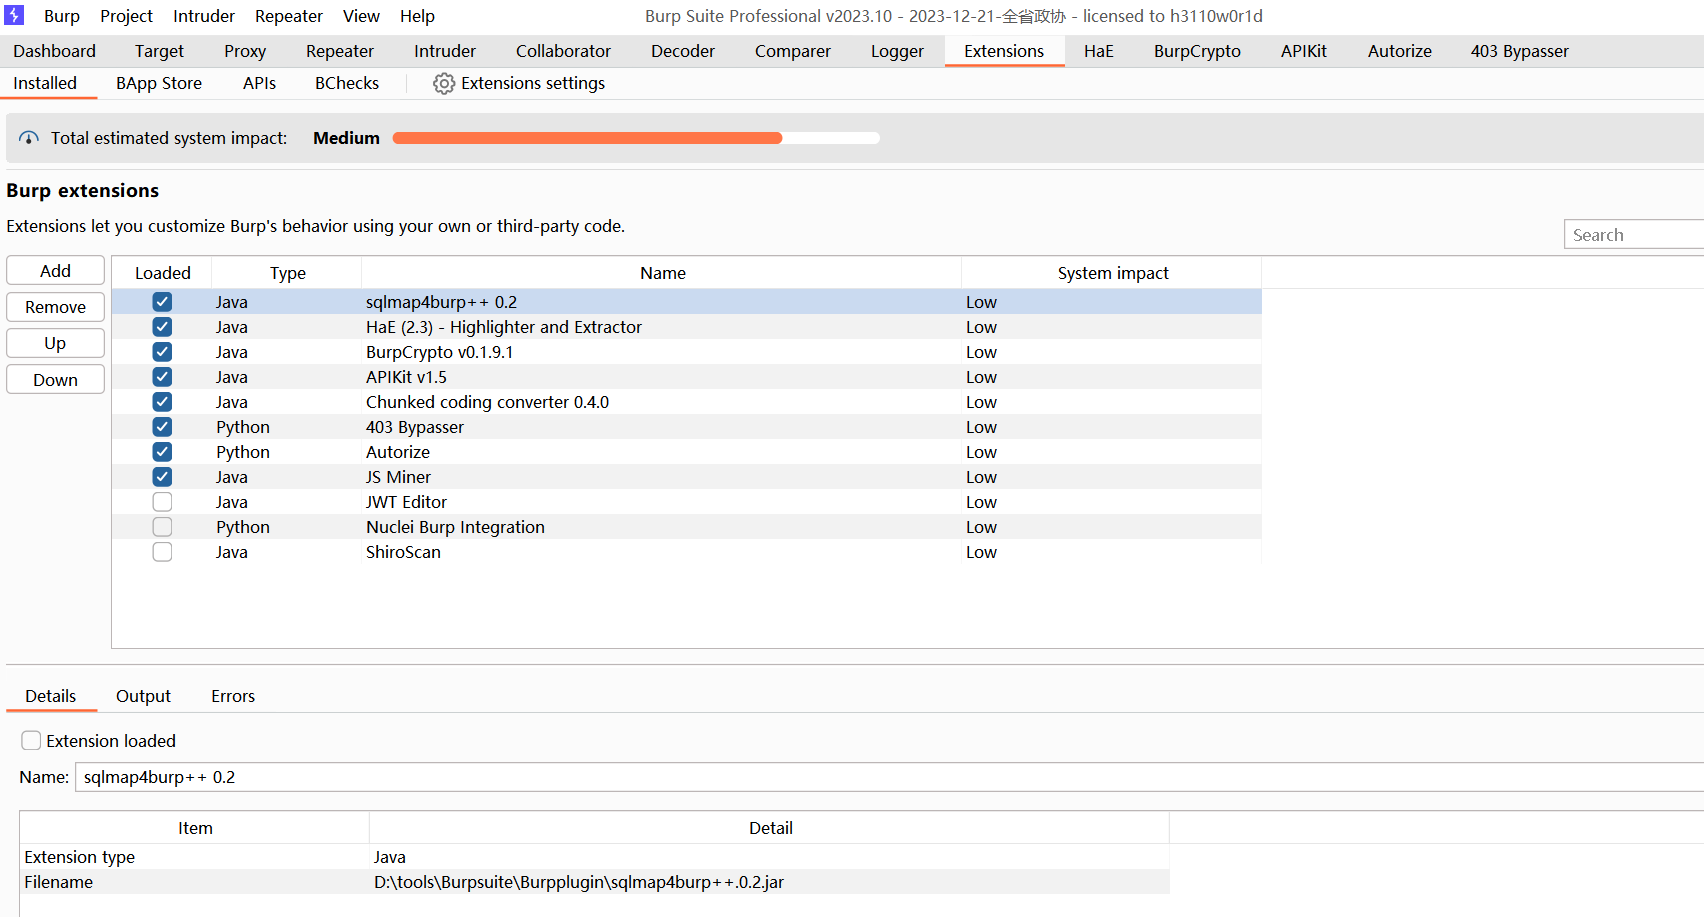 Burp Project Intruder Repeater View Help
Burp Suite Professional v2023.10 - 2023-12-21-全省政协 - licensed to h3110w0r1d
Dashboard Target Proxy Repeater Intruder Collaborator Decoder Comparer Logger Extensions HaE BurpCrypto APIKit Autorize 403 Bypasser
Installed BApp Store APIs BChecks Extensions settings
Total estimated system impact: Medium
Burp extensions
Extensions let you customize Burp's behavior using your own or third-party code.
Search
Add
Remove
Up
Down
Loaded Type Name System impact
Java sqlmap4burp++ 0.2 Low
Java HaE (2.3) - Highlighter and Extractor Low
Java BurpCrypto v0.1.9.1 Low
Java APIKit v1.5 Low
Java Chunked coding converter 0.4.0 Low
Python 403 Bypasser Low
Python Autorize Low
Java JS Miner Low
Java JWT Editor Low
Python Nuclei Burp Integration Low
Java ShiroScan Low
Details Output Errors
Extension loaded
Name: sqlmap4burp++ 0.2
Item Detail
Extension type Java
Filename D:\tools\Burpsuite\Burpplugin\sqlmap4burp++.0.2.jar